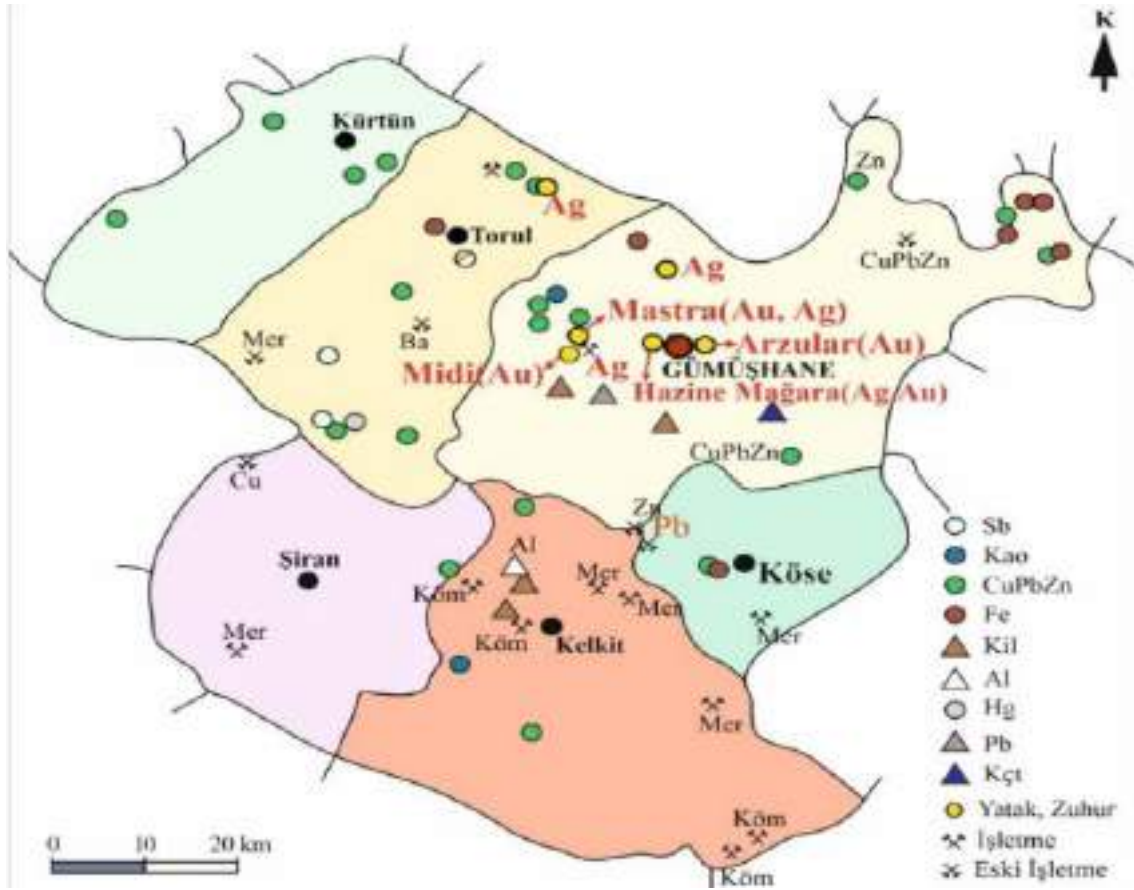 K
Kürtün
Zn
Ag
Torul
CuPbZn
Ag
Mastra(Au, Ag)
Mer
Ba
Arzular(Au)
Midi(Au)
Ag
GÜMÜŞHANE
Hazine Mağara(Ag,Au)
CuPbZn
Cu
Zn
Pb
Şiran
Al
Köm
Mer
Mer
Köse
Mer
Köm
Kelkit
Mer
Mer
Köm
Köm
0 10 20 km
Sb
Kao
CuPbZn
Fe
Kil
Al
Hg
Pb
Kçt
Yatak, Zuhur
İşletme
Eski İşletme